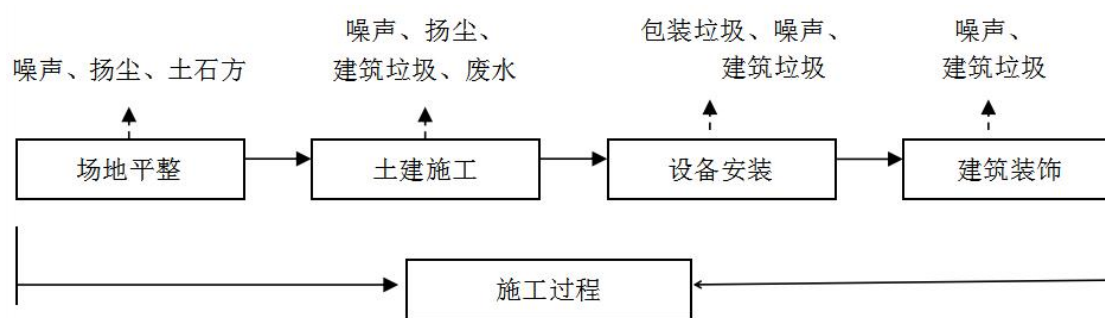 噪声、扬尘、土石方
噪声、扬尘、
建筑垃圾、废水
包装垃圾、噪声、
建筑垃圾
噪声、
建筑垃圾
场地平整
土建施工
设备安装
建筑装饰
施工过程